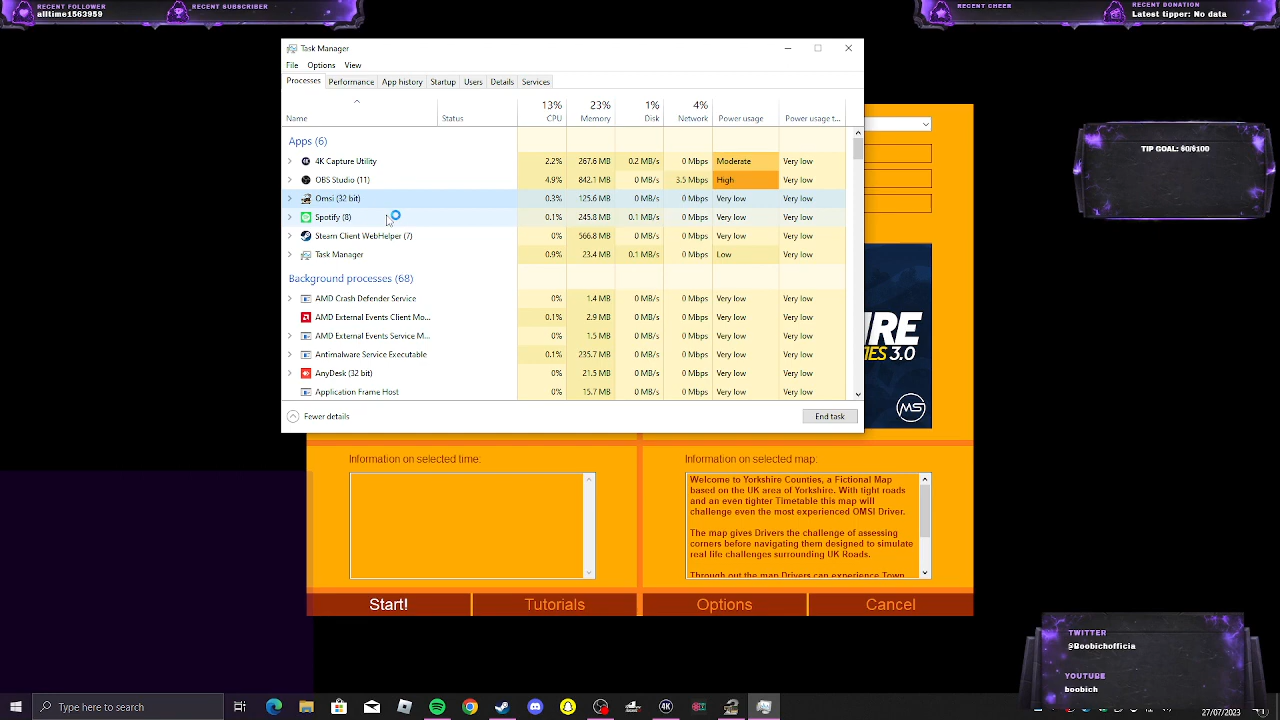 RECENT FOLLOWER
alltime1563959
RECENT SUBSCRIBER
RECENT CHEER
RECENT DONATION
Latest tipper: No data
Task Manager
File Options View
Processes Performance App history Startup Users Details Services
13% 23% 1% 4%
Name Status CPU Memory Disk Network Power usage Power usage t...
Apps (6)
4K Capture Utility 2.2% 267.6 MB 0.2 MB/s 0 Mbps Moderate Very low
OBS Studio (11) 4.9% 842.1 MB 0 MB/s 3.5 Mbps High Very low
Omsi (32 bit) 0.3% 125.6 MB 0 MB/s 0 Mbps Very low Very low
Spotify (8) 0.1% 245.8 MB 0.1 MB/s 0 Mbps Very low Very low
Steam Client WebHelper (7) 0% 566.8 MB 0 MB/s 0 Mbps Very low Very low
Task Manager 0.9% 23.4 MB 0.1 MB/s 0 Mbps Low Very low
Background processes (68)
AMD Crash Defender Service 0% 1.4 MB 0 MB/s 0 Mbps Very low Very low
AMD External Events Client Mo... 0.1% 2.9 MB 0 MB/s 0 Mbps Very low Very low
AMD External Events Service M... 0% 1.5 MB 0 MB/s 0 Mbps Very low Very low
Antimalware Service Executable 0.1% 235.7 MB 0 MB/s 0 Mbps Very low Very low
AnyDesk (32 bit) 0% 21.5 MB 0 MB/s 0 Mbps Very low Very low
Application Frame Host 0% 15.7 MB 0 MB/s 0 Mbps Very low Very low
Fewer details
End task
TIP GOAL: $0/$100
IRE
IES 3.0
MS
Information on selected time:
Information on selected map:
Welcome to Yorkshire Counties, a Fictional Map
based on the UK area of Yorkshire. With tight roads
and an even tighter Timetable this map will
challenge even the most experienced OMSI Driver.
The map gives Drivers the challenge of assessing
corners before navigating them designed to simulate
real life challenges surrounding UK Roads.
Through out the map Drivers can experience Town
Start! Tutorials Options Cancel
TWITTER
@Boobichofficia
YOUTUBE
boobich
Type here to search
27/07/2023